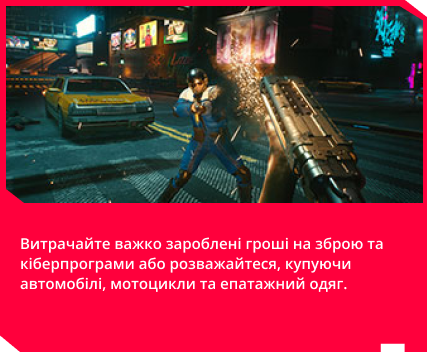 Витрачайте важко зароблені гроші на зброю та
кіберпрограми або розважайтеся, купуючи
автомобілі, мотоцикли та епатажний одяг.